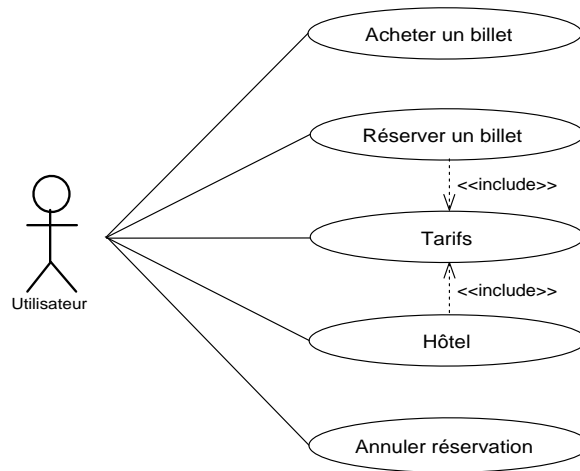 Acheter un billet
Réserver un billet
<<include>>
Tarifs
Utilisateur
<<include>>
Hôtel
Annuler réservation